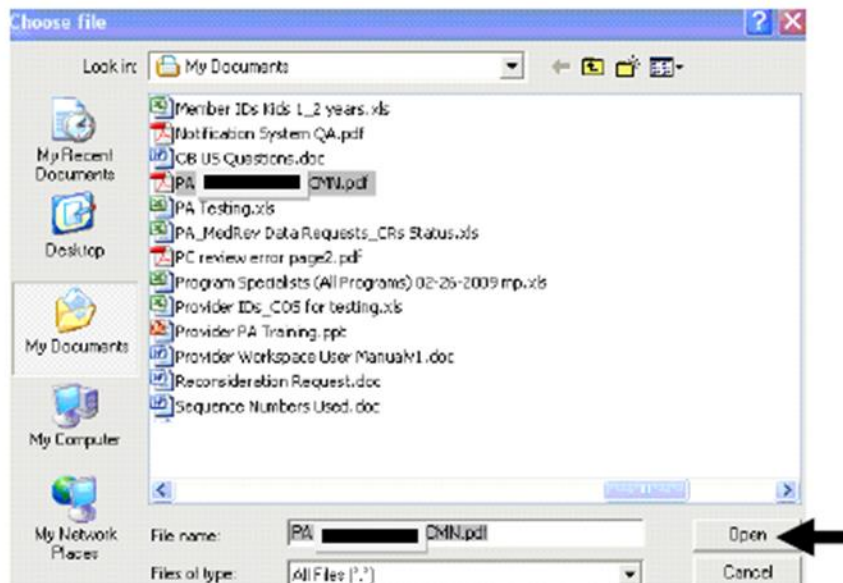 Choose file
Look in: My Documents
My Recent Documents
Desktop
My Documents
My Computer
My Network Places
Member IDs Kids 1_2 years.xls
Notification System QA.pdf
OB US Questions.doc
PA CMN.pdf
PA Testing.xls
PA_MedRev Data Requests_CRs Status.xls
PC review error page2.pdf
Program Specialists (All Programs) 02-26-2009 mp.xls
Provider IDs_COS for testing.xls
Provider PA Training.ppt
Provider Workspace User Manualv1.doc
Reconsideration Request.doc
Sequence Numbers Used.doc
File name: PA CMN.pdf Open
Files of type: All Files (*.*) Cancel